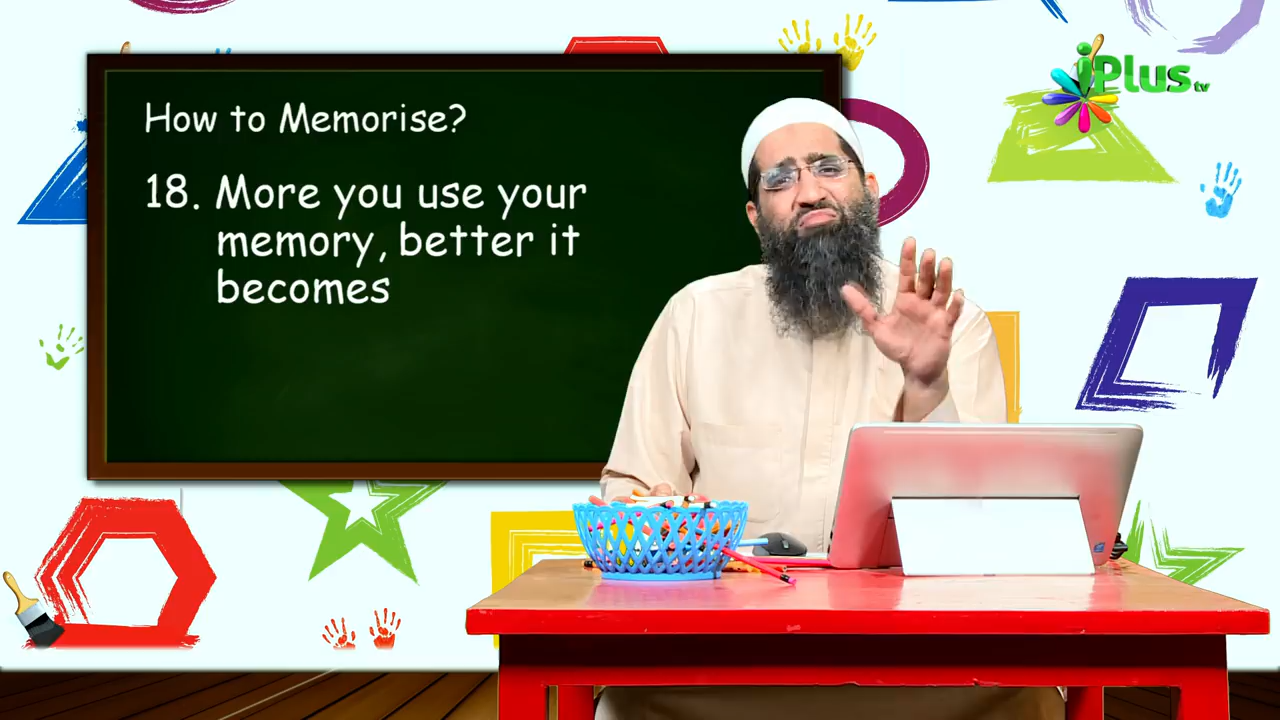 How to Memorise?
18. More you use your
memory, better it
becomes
iPlus tv